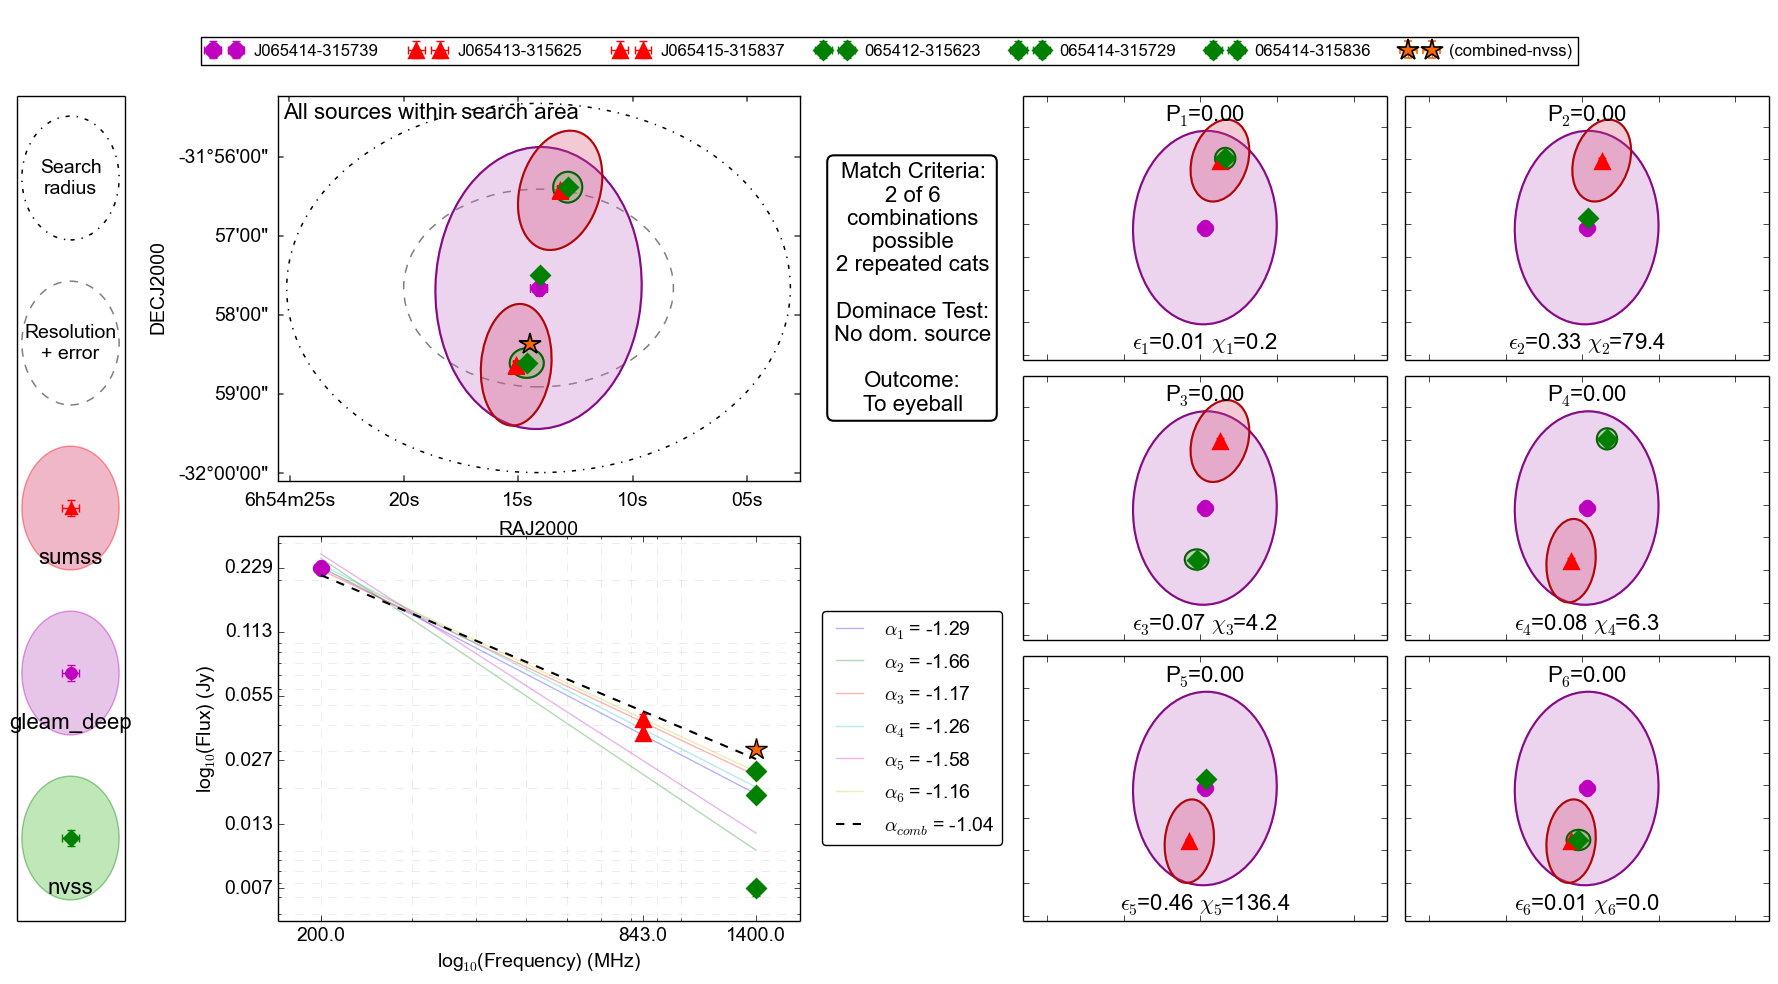 J065414-315739 J065413-315625 J065415-315837 065412-315623 065414-315729 065414-315836 (combined-nvss)
Search
radius
Resolution
+ error
sumss
gleam_deep
nvss
All sources within search area
DECJ2000
-31°56'00"
57'00"
58'00"
59'00"
-32°00'00"
6h54m25s 20s 15s 10s 05s
RAJ2000
Match Criteria:
2 of 6
combinations
possible
2 repeated cats
Dominace Test:
No dom. source
Outcome:
To eyeball
log₁₀(Flux) (Jy)
0.229
0.113
0.055
0.027
0.013
0.007
200.0 843.0 1400.0
log₁₀(Frequency) (MHz)
α₁ = -1.29
α₂ = -1.66
α₃ = -1.17
α₄ = -1.26
α₅ = -1.58
α₆ = -1.16
α_comb = -1.04
P₁=0.00
ϵ₁=0.01 χ₁=0.2
P₂=0.00
ϵ₂=0.33 χ₂=79.4
P₃=0.00
ϵ₃=0.07 χ₃=4.2
P₄=0.00
ϵ₄=0.08 χ₄=6.3
P₅=0.00
ϵ₅=0.46 χ₅=136.4
P₆=0.00
ϵ₆=0.01 χ₆=0.0